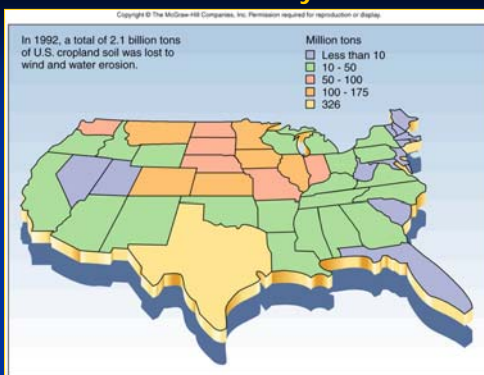 Copyright © The McGraw-Hill Companies, Inc. Permission required for reproduction or display.
In 1992, a total of 2.1 billion tons
of U.S. cropland soil was lost to
wind and water erosion.
Million tons
Less than 10
10 - 50
50 - 100
100 - 175
326